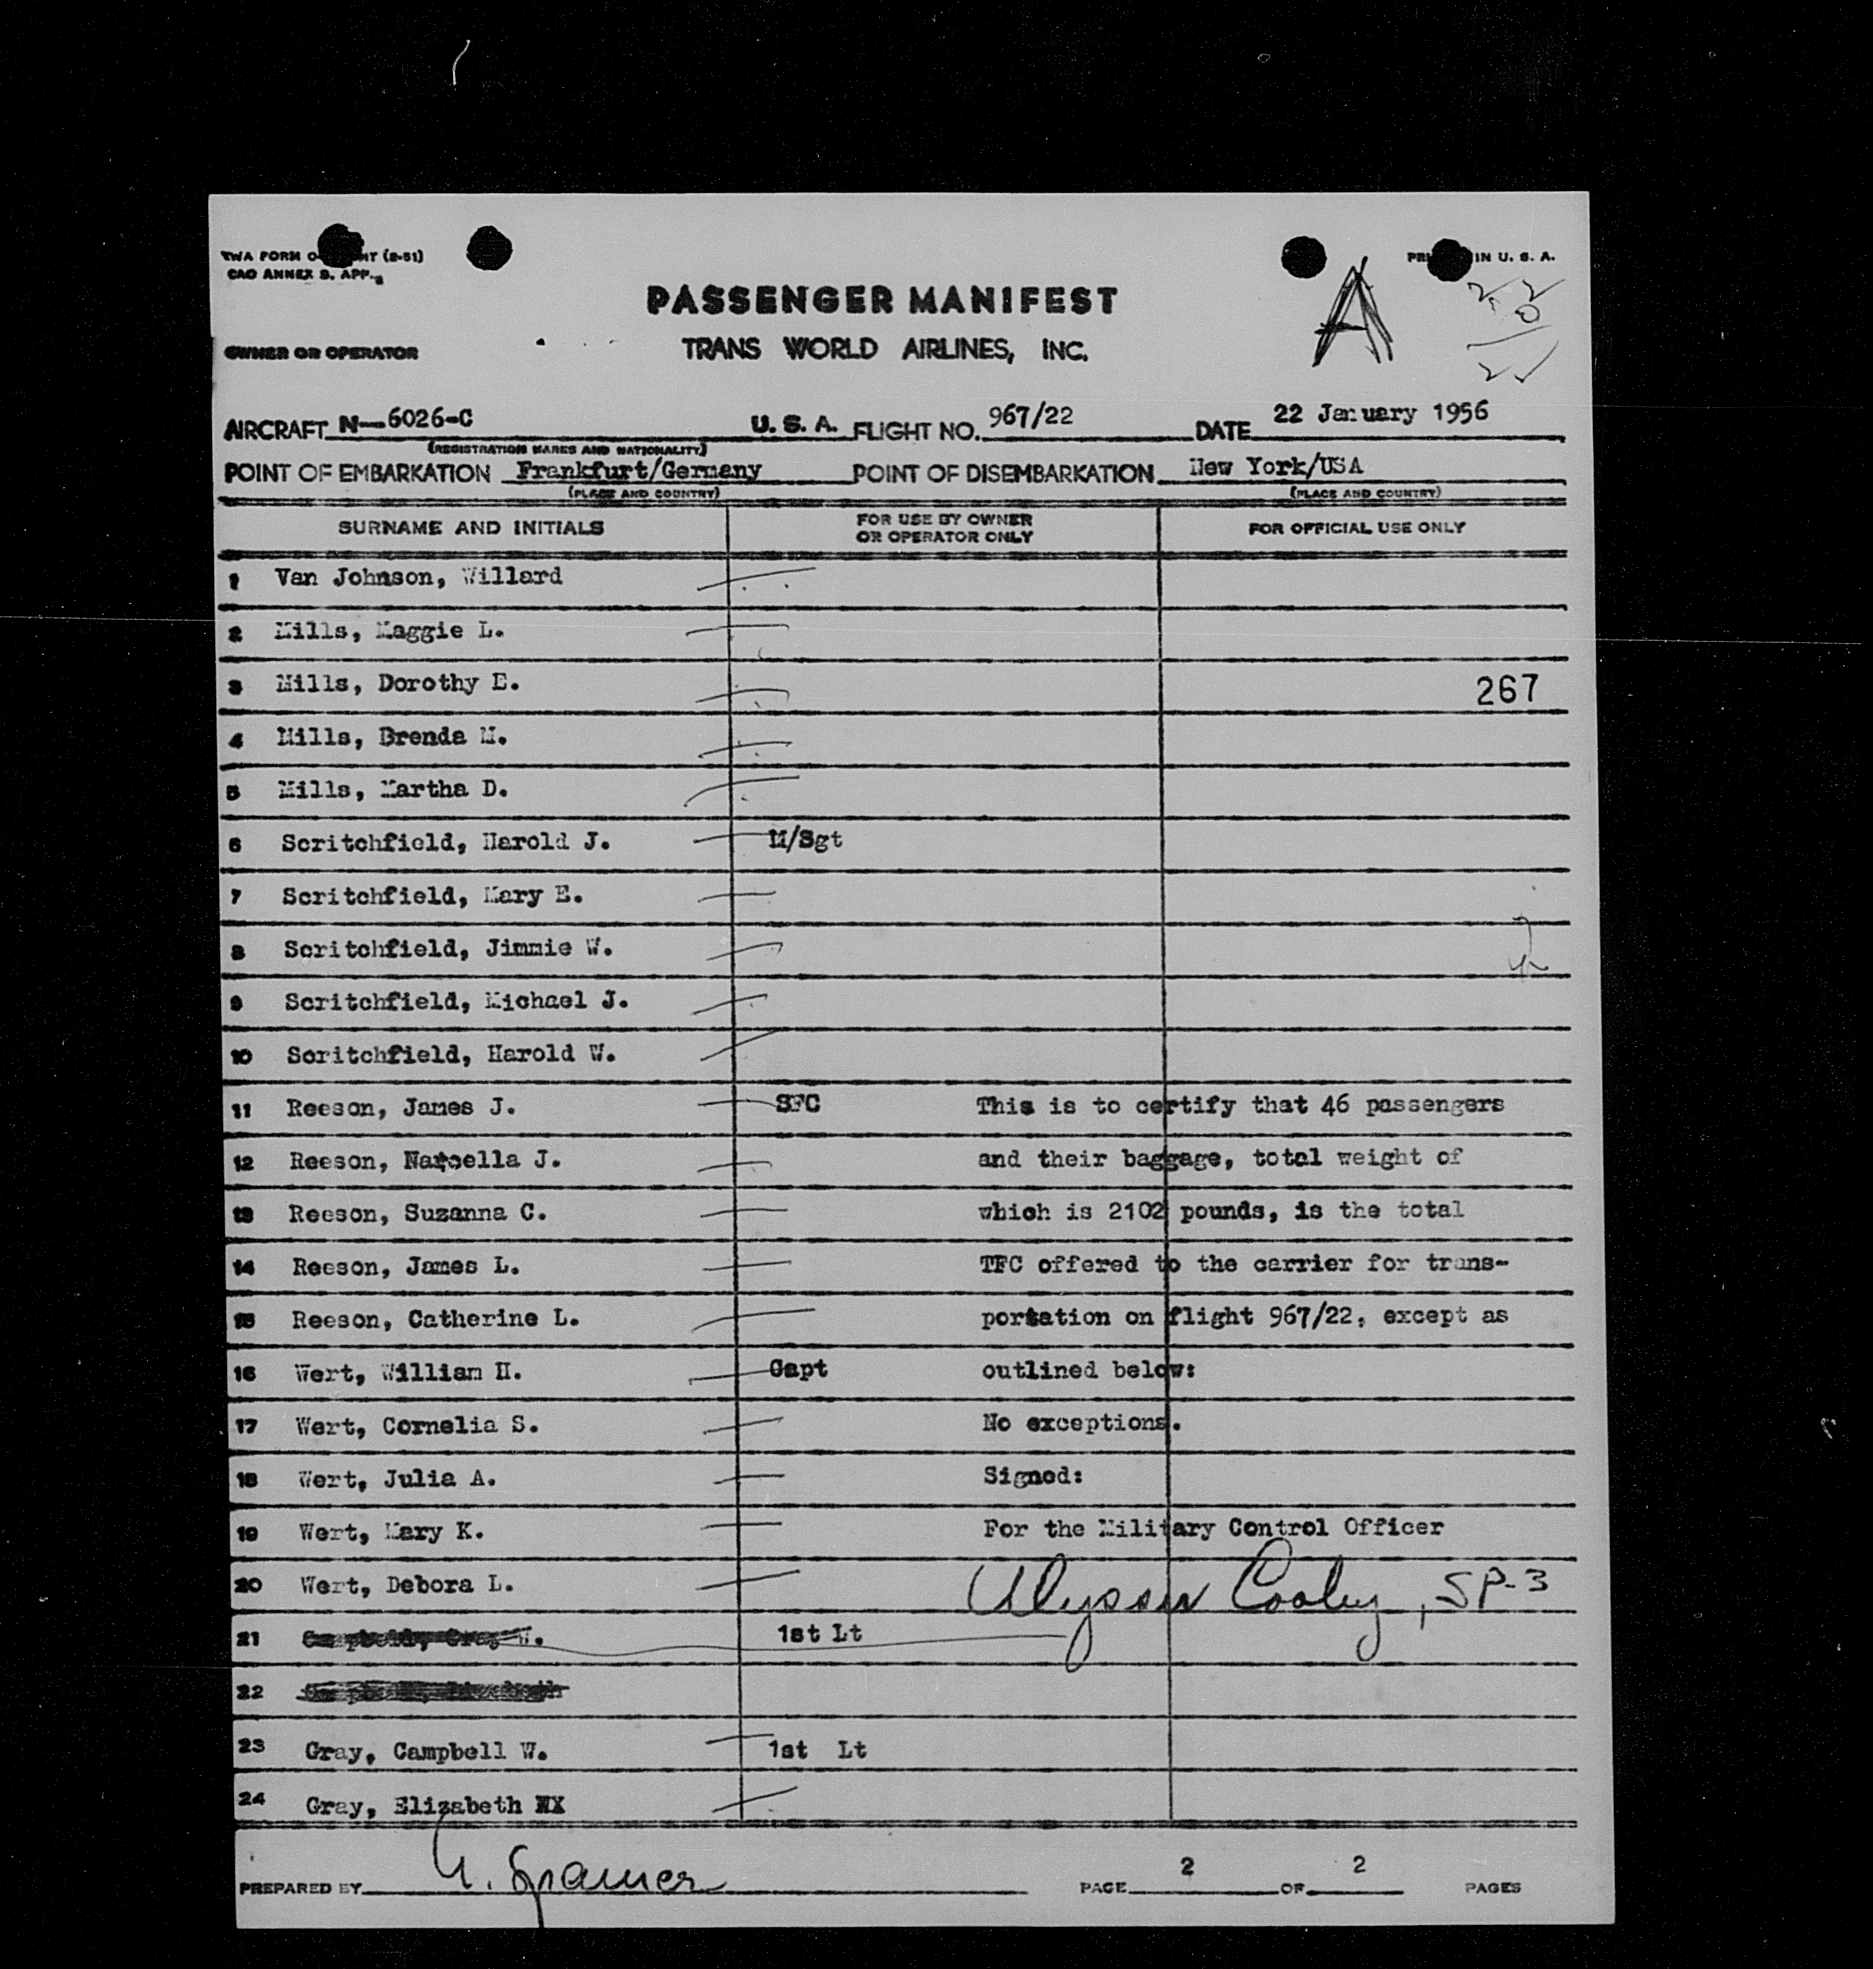 TWA FORM O NT (2-51)
CAO ANNEX 9, APP.
PRI IN U. S. A.
A
PASSENGER MANIFEST
OWNER OR OPERATOR
TRANS WORLD AIRLINES, INC.
AIRCRAFT N-6026-C U. S. A. FLIGHT NO. 967/22 DATE 22 January 1956
(REGISTRATION MARKS AND NATIONALITY)
POINT OF EMBARKATION Frankfurt/Germany POINT OF DISEMBARKATION New York/USA
(PLACE AND COUNTRY) (PLACE AND COUNTRY)
SURNAME AND INITIALS FOR USE BY OWNER OR OPERATOR ONLY FOR OFFICIAL USE ONLY
1 Van Johnson, Willard
2 Mills, Maggie L.
3 Mills, Dorothy E. 267
4 Mills, Brenda M.
5 Mills, Martha D.
6 Scritchfield, Harold J. M/Sgt
7 Scritchfield, Mary E.
8 Scritchfield, Jimmie W.
9 Scritchfield, Michael J.
10 Scritchfield, Harold W.
11 Reeson, James J. SFC This is to certify that 46 passengers
12 Reeson, Narcella J. and their baggage, total weight of
13 Reeson, Suzanna C. which is 2102 pounds, is the total
14 Reeson, James L. TFC offered to the carrier for trans-
15 Reeson, Catherine L. portation on flight 967/22, except as
16 Wert, William H. Capt outlined below:
17 Wert, Cornelia S. No exceptions.
18 Wert, Julia A. Signed:
19 Wert, Mary K. For the Military Control Officer
20 Wert, Debora L. Ulysses Cooley, SP-3
21 1st Lt
22
23 Gray, Campbell W. 1st Lt
24 Gray, Elizabeth NX
PREPARED BY PAGE 2 OF 2 PAGES